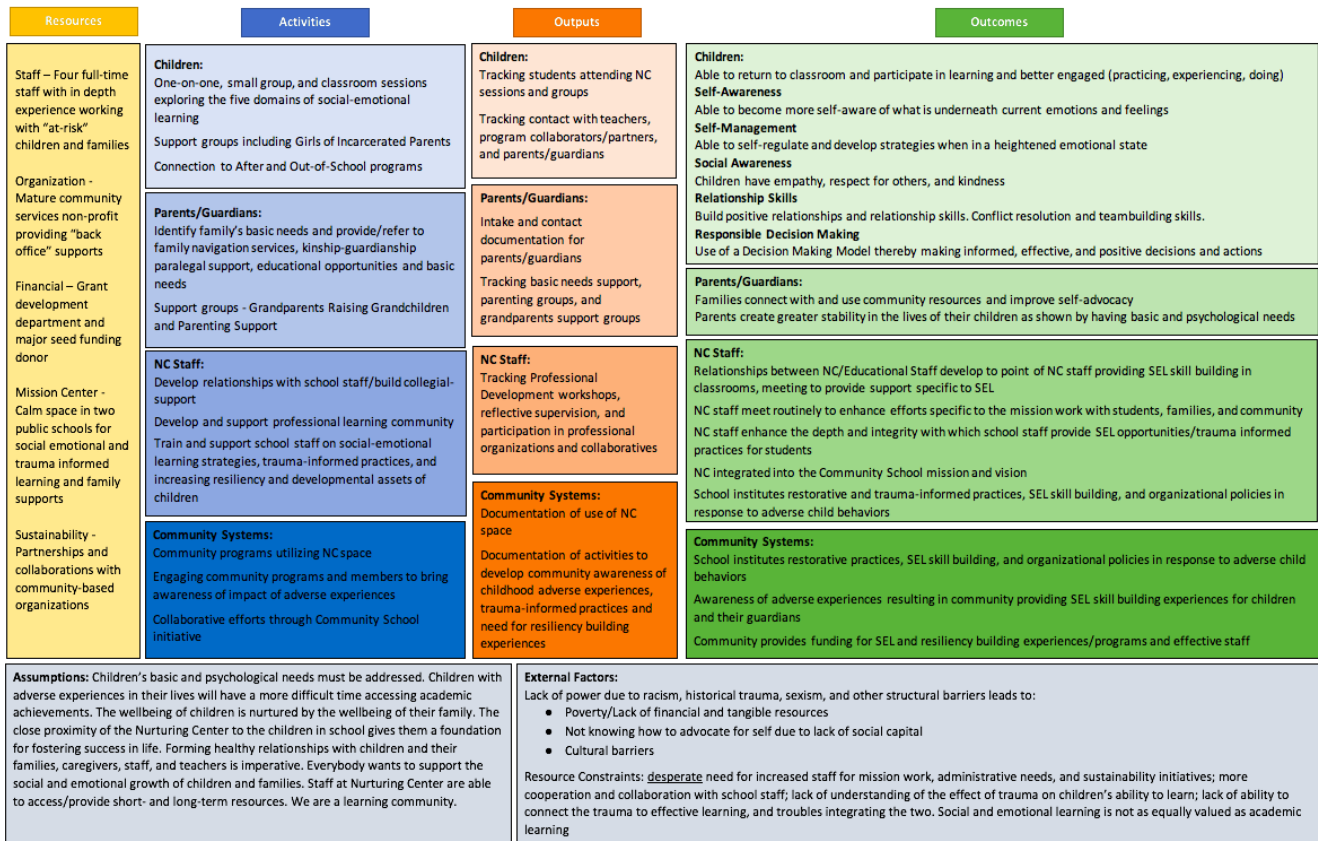 Resources
Activities
Outputs
Outcomes
Staff – Four full-time
staff with in depth
experience working
with “at-risk”
children and families
Organization -
Mature community
services non-profit
providing “back
office” supports
Financial – Grant
development
department and
major seed funding
donor
Mission Center -
Calm space in two
public schools for
social emotional and
trauma informed
learning and family
supports
Sustainability -
Partnerships and
collaborations with
community-based
organizations
Children:
One-on-one, small group, and classroom sessions
exploring the five domains of social-emotional
learning
Support groups including Girls of Incarcerated Parents
Connection to After and Out-of-School programs
Parents/Guardians:
Identify family’s basic needs and provide/refer to
family navigation services, kinship-guardianship
paralegal support, educational opportunities and basic
needs
Support groups - Grandparents Raising Grandchildren
and Parenting Support
NC Staff:
Develop relationships with school staff/build collegial-
support
Develop and support professional learning community
Train and support school staff on social-emotional
learning strategies, trauma-informed practices, and
increasing resiliency and developmental assets of
children
Community Systems:
Community programs utilizing NC space
Engaging community programs and members to bring
awareness of impact of adverse experiences
Collaborative efforts through Community School
initiative
Children:
Tracking students attending NC
sessions and groups
Tracking contact with teachers,
program collaborators/partners,
and parents/guardians
Parents/Guardians:
Intake and contact
documentation for
parents/guardians
Tracking basic needs support,
parenting groups, and
grandparents support groups
NC Staff:
Tracking Professional
Development workshops,
reflective supervision, and
participation in professional
organizations and collaboratives
Community Systems:
Documentation of use of NC
space
Documentation of activities to
develop community awareness of
childhood adverse experiences,
trauma-informed practices and
need for resiliency building
experiences
Children:
Able to return to classroom and participate in learning and better engaged (practicing, experiencing, doing)
Self-Awareness
Able to become more self-aware of what is underneath current emotions and feelings
Self-Management
Able to self-regulate and develop strategies when in a heightened emotional state
Social Awareness
Children have empathy, respect for others, and kindness
Relationship Skills
Build positive relationships and relationship skills. Conflict resolution and teambuilding skills.
Responsible Decision Making
Use of a Decision Making Model thereby making informed, effective, and positive decisions and actions
Parents/Guardians:
Families connect with and use community resources and improve self-advocacy
Parents create greater stability in the lives of their children as shown by having basic and psychological needs
NC Staff:
Relationships between NC/Educational Staff develop to point of NC staff providing SEL skill building in
classrooms, meeting to provide support specific to SEL
NC staff meet routinely to enhance efforts specific to the mission work with students, families, and community
NC staff enhance the depth and integrity with which school staff provide SEL opportunities/trauma informed
practices for students
NC integrated into the Community School mission and vision
School institutes restorative and trauma-informed practices, SEL skill building, and organizational policies in
response to adverse child behaviors
Community Systems:
School institutes restorative practices, SEL skill building, and organizational policies in response to adverse child
behaviors
Awareness of adverse experiences resulting in community providing SEL skill building experiences for children
and their guardians
Community provides funding for SEL and resiliency building experiences/programs and effective staff
Assumptions: Children’s basic and psychological needs must be addressed. Children with
adverse experiences in their lives will have a more difficult time accessing academic
achievements. The wellbeing of children is nurtured by the wellbeing of their family. The
close proximity of the Nurturing Center to the children in school gives them a foundation
for fostering success in life. Forming healthy relationships with children and their
families, caregivers, staff, and teachers is imperative. Everybody wants to support the
social and emotional growth of children and families. Staff at Nurturing Center are able
to access/provide short- and long-term resources. We are a learning community.
External Factors:
Lack of power due to racism, historical trauma, sexism, and other structural barriers leads to:
● Poverty/Lack of financial and tangible resources
● Not knowing how to advocate for self due to lack of social capital
● Cultural barriers
Resource Constraints: desperate need for increased staff for mission work, administrative needs, and sustainability initiatives; more
cooperation and collaboration with school staff; lack of understanding of the effect of trauma on children’s ability to learn; lack of ability to
connect the trauma to effective learning, and troubles integrating the two. Social and emotional learning is not as equally valued as academic
learning